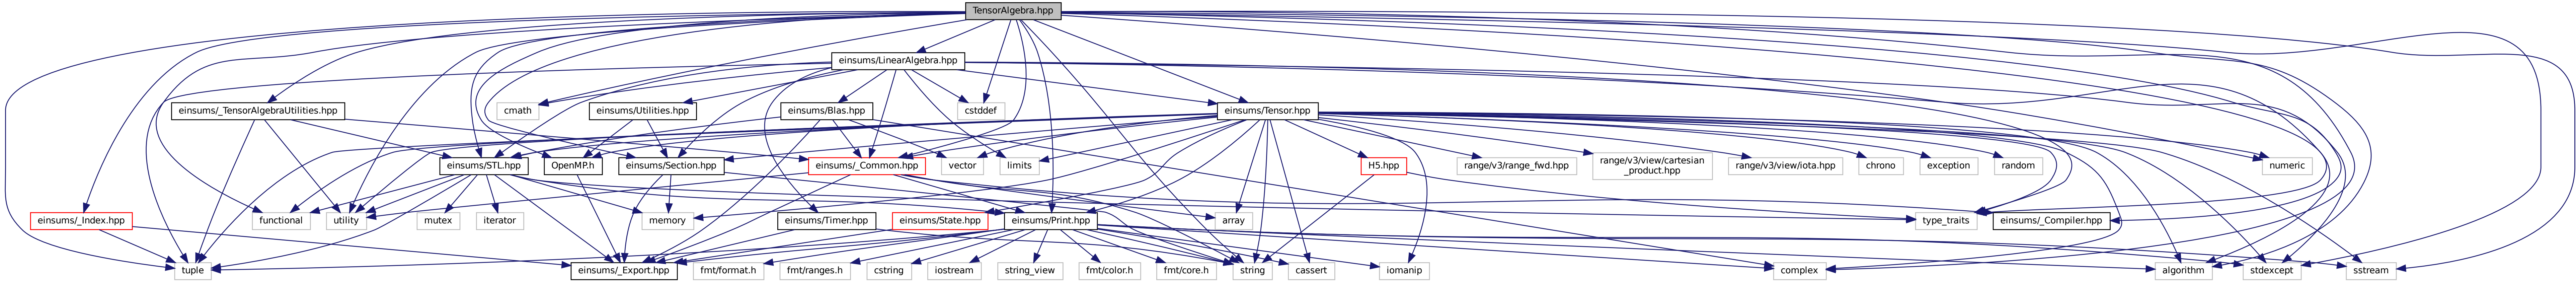 TensorAlgebra.hpp
einsums/LinearAlgebra.hpp
einsums/_TensorAlgebraUtilities.hpp
cmath
einsums/Utilities.hpp
einsums/Blas.hpp
cstddef
einsums/Tensor.hpp
einsums/STL.hpp
OpenMP.h
einsums/Section.hpp
einsums/_Common.hpp
vector
limits
H5.hpp
range/v3/range_fwd.hpp
range/v3/view/cartesian
_product.hpp
range/v3/view/iota.hpp
chrono
exception
random
numeric
einsums/_Index.hpp
functional
utility
mutex
iterator
memory
einsums/Timer.hpp
einsums/State.hpp
einsums/Print.hpp
array
type_traits
einsums/_Compiler.hpp
tuple
einsums/_Export.hpp
fmt/format.h
fmt/ranges.h
cstring
iostream
string_view
fmt/color.h
fmt/core.h
string
cassert
iomanip
complex
algorithm
stdexcept
sstream